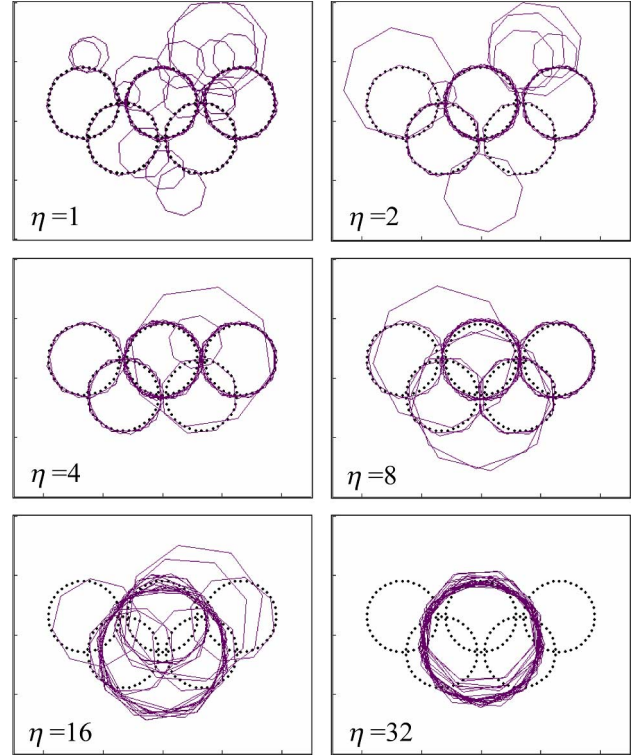 η =1
η =2
η =4
η =8
η =16
η =32